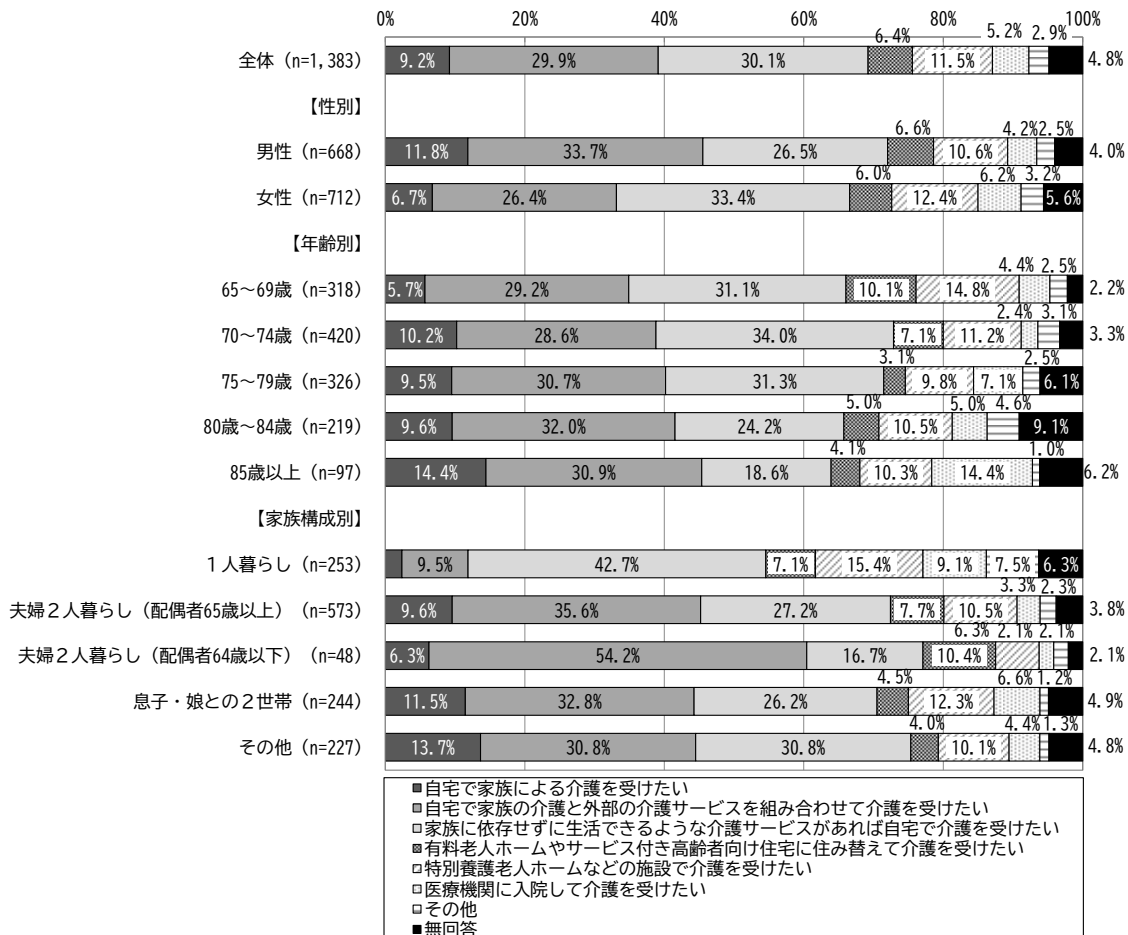 0% 20% 40% 60% 80% 100%
6.4% 5.2% 2.9%
全体（n=1,383） 9.2% 29.9% 30.1% 11.5% 4.8%
【性別】
6.6% 4.2% 2.5%
男性（n=668） 11.8% 33.7% 26.5% 10.6% 4.0%
6.0% 6.2% 3.2%
女性（n=712） 6.7% 26.4% 33.4% 12.4% 5.6%
【年齢別】
4.4% 2.5%
65～69歳（n=318） 5.7% 29.2% 31.1% 10.1% 14.8% 2.2%
2.4% 3.1%
70～74歳（n=420） 10.2% 28.6% 34.0% 7.1% 11.2% 3.3%
3.1% 2.5%
75～79歳（n=326） 9.5% 30.7% 31.3% 9.8% 7.1% 6.1%
5.0% 5.0% 4.6%
80歳～84歳（n=219） 9.6% 32.0% 24.2% 10.5% 9.1%
4.1% 1.0%
85歳以上（n=97） 14.4% 30.9% 18.6% 10.3% 14.4% 6.2%
【家族構成別】
１人暮らし（n=253） 9.5% 42.7% 7.1% 15.4% 9.1% 7.5% 6.3%
3.3% 2.3%
夫婦２人暮らし（配偶者65歳以上）（n=573） 9.6% 35.6% 27.2% 7.7% 10.5% 3.8%
6.3% 2.1% 2.1%
夫婦２人暮らし（配偶者64歳以下）（n=48） 6.3% 54.2% 16.7% 10.4% 2.1%
4.5% 6.6% 1.2%
息子・娘との２世帯（n=244） 11.5% 32.8% 26.2% 12.3% 4.9%
4.0% 4.4% 1.3%
その他（n=227） 13.7% 30.8% 30.8% 10.1% 4.8%
自宅で家族による介護を受けたい
自宅で家族の介護と外部の介護サービスを組み合わせて介護を受けたい
家族に依存せずに生活できるような介護サービスがあれば自宅で介護を受けたい
有料老人ホームやサービス付き高齢者向け住宅に住み替えて介護を受けたい
特別養護老人ホームなどの施設で介護を受けたい
医療機関に入院して介護を受けたい
その他
無回答